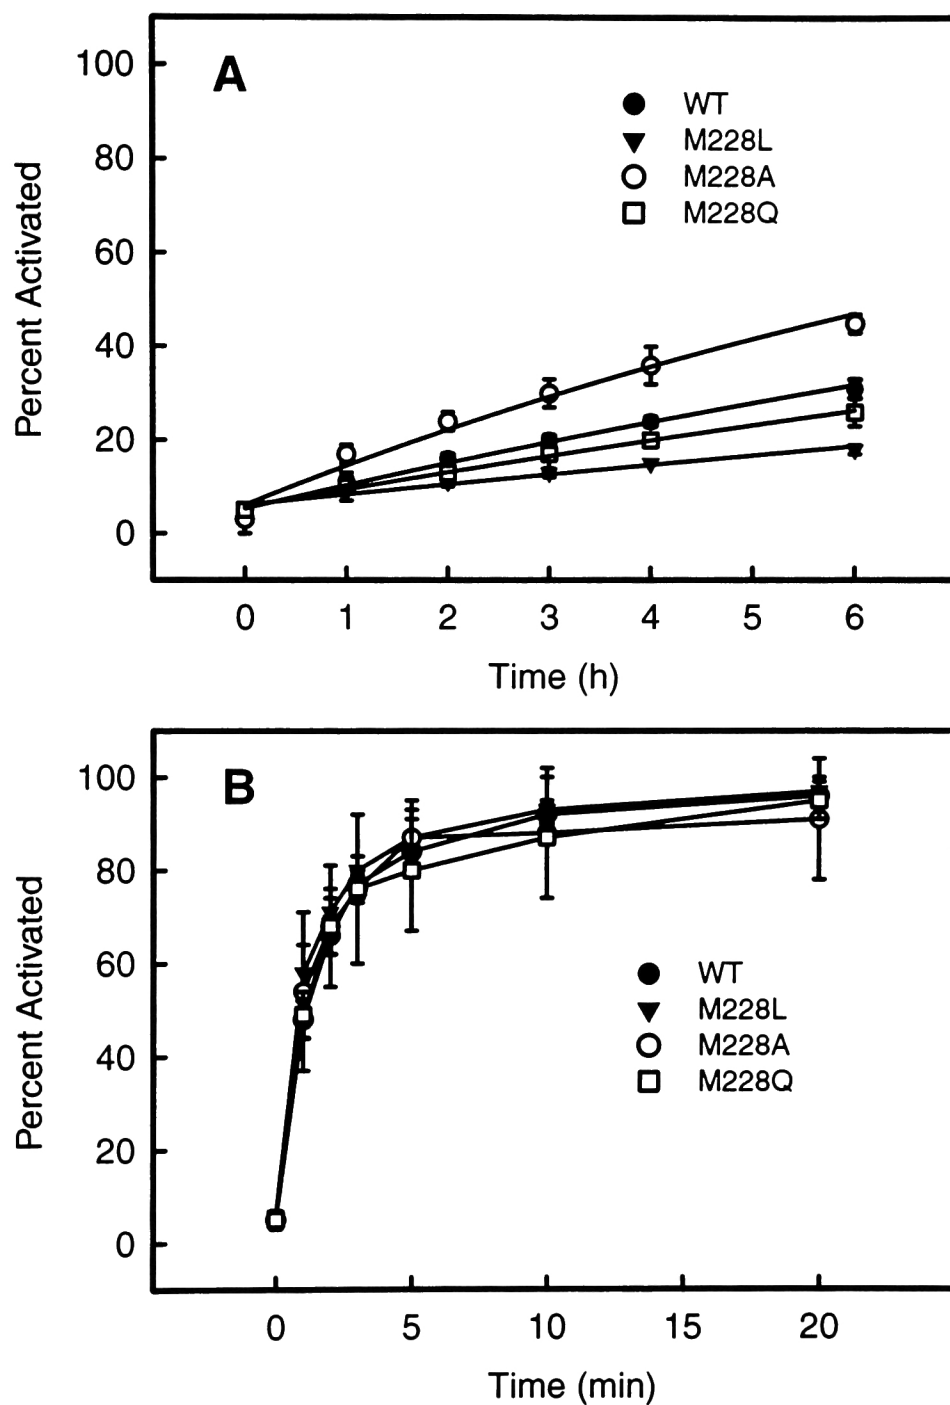 A
100
80
60
40
20
0
Percent Activated
WT
M228L
M228A
M228Q
0 1 2 3 4 5 6
Time (h)
B
100
80
60
40
20
0
Percent Activated
WT
M228L
M228A
M228Q
0 5 10 15 20
Time (min)